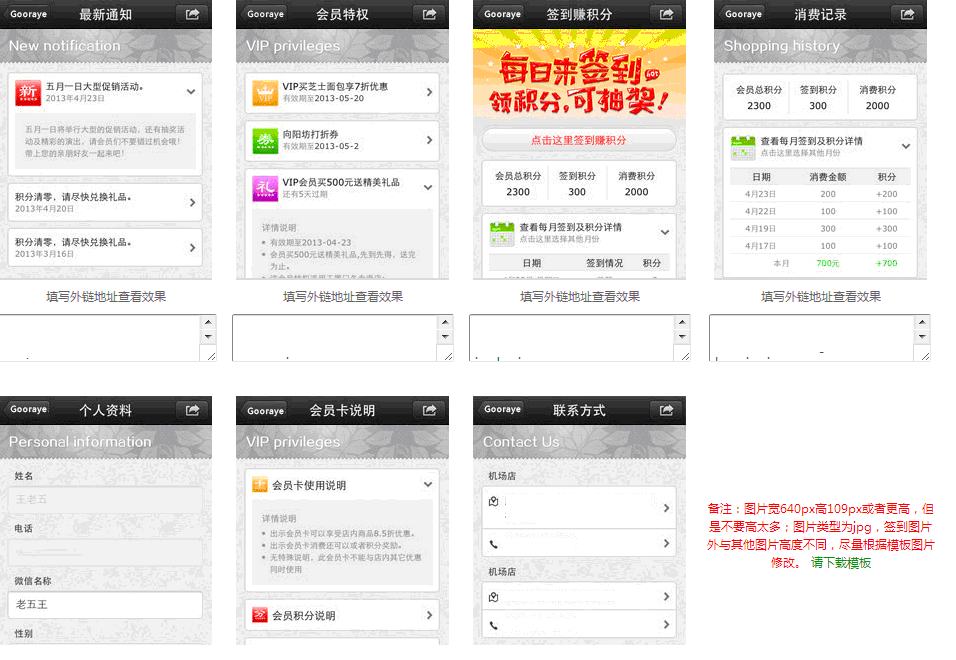 Gooraye 最新通知
New notification
五月一日大型促销活动。
2013年4月23日
五月一日将举行大型的促销活动，还有抽奖活
动及精彩的演出，请会员们不要错过机会哦！
带上您的亲朋好友一起来吧！
积分清零，请尽快兑换礼品。
2013年4月20日
积分清零，请尽快兑换礼品。
2013年3月16日
填写外链地址查看效果
Gooraye 会员特权
VIP privileges
VIP买芝士面包享7折优惠
有效期至2013-05-20
向阳坊打折券
有效期至2013-05-2
VIP会员买500元送精美礼品
还有5天过期
详情说明
有效期至2013-04-23
会员买500元送精美礼品,先到先得，送完
为止。
填写外链地址查看效果
Gooraye 签到赚积分
每日来签到 HOT
领积分,可抽奖!
点击这里签到赚积分
会员总积分 签到积分 消费积分
2300 300 2000
查看每月签到及积分详情
点击这里选择其他月份
日期 签到情况 积分
填写外链地址查看效果
Gooraye 消费记录
Shopping history
会员总积分 签到积分 消费积分
2300 300 2000
查看每月签到及积分详情
点击这里选择其他月份
日期 消费金额 积分
4月23日 200 +200
4月22日 100 +100
4月19日 300 +300
4月17日 100 +100
本月 700元 +700
填写外链地址查看效果
Gooraye 个人资料
Personal information
姓名
王老五
电话
微信名称
老五王
性别
Gooraye 会员卡说明
VIP privileges
会员卡使用说明
详情说明
出示会员卡可以享受店内商品8.5折优惠。
出示会员卡消费还可以或者积分奖励。
无特殊说明，此会员卡不能与店内其它优惠
同时使用
会员积分说明
Gooraye 联系方式
Contact Us
机场店
机场店
备注：图片宽640px高109px或者更高，但
是不要高太多；图片类型为jpg，签到图片
外与其他图片高度不同，尽量根据模板图片
修改。 请下载模板